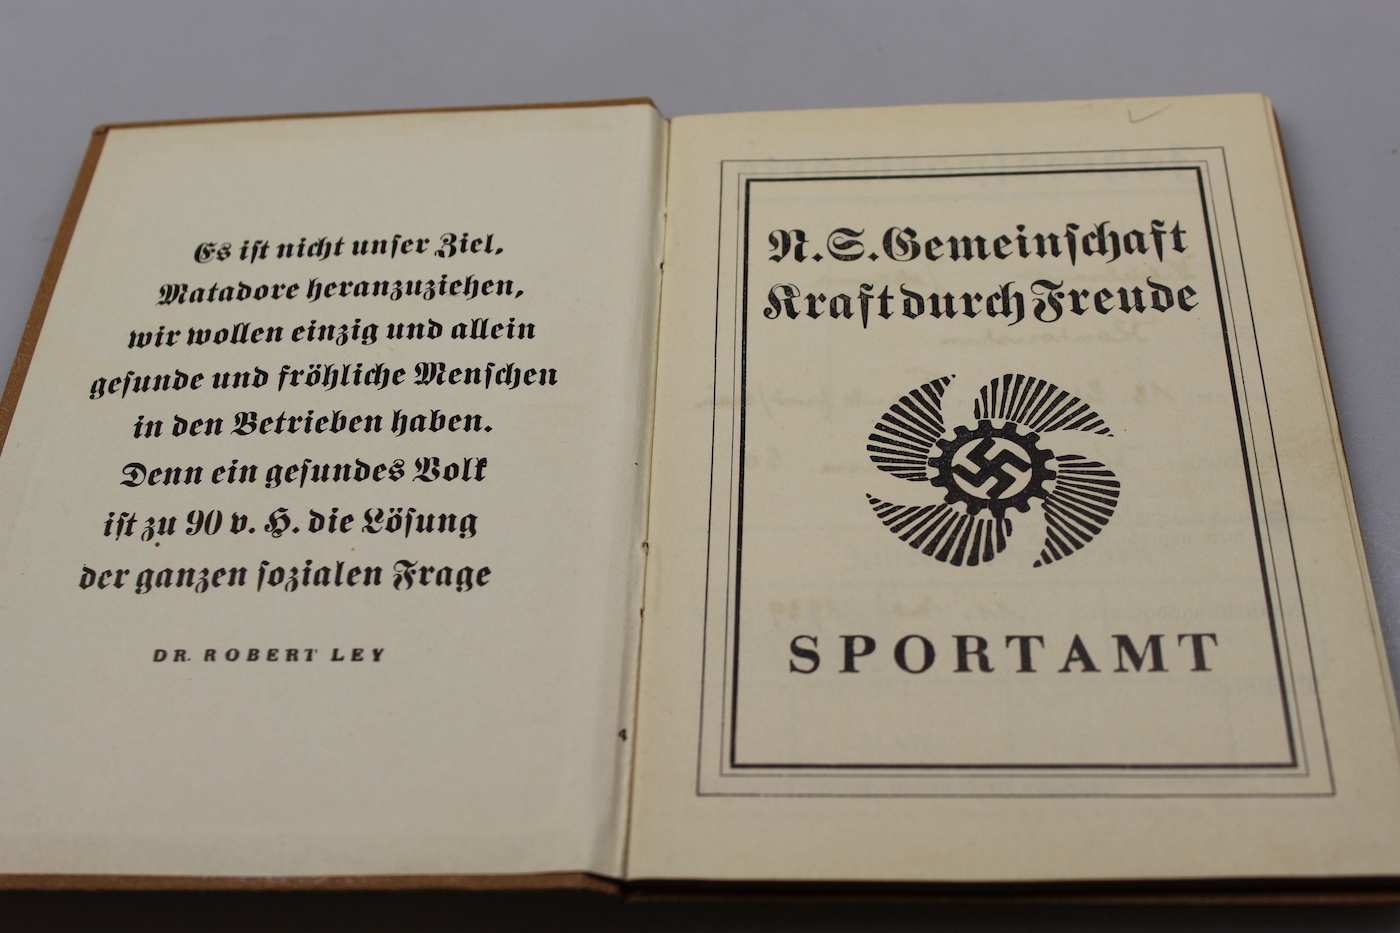 Es ist nicht unser Ziel,
Matadore heranzuziehen,
wir wollen einzig und allein
gesunde und fröhliche Menschen
in den Betrieben haben.
Denn ein gesundes Volk
ist zu 90 v. H. die Lösung
der ganzen sozialen Frage
DR. ROBERT LEY
N.S. Gemeinschaft
Kraft durch Freude
SPORTAMT